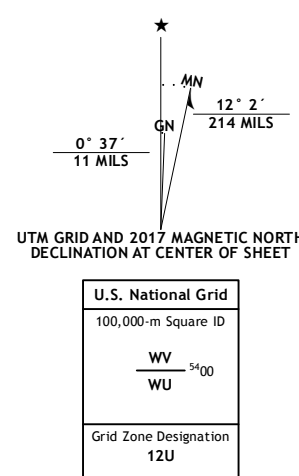 ★
MN
12° 2´
214 MILS
GN
0° 37´
11 MILS
UTM GRID AND 2017 MAGNETIC NORTH
DECLINATION AT CENTER OF SHEET
U.S. National Grid
100,000-m Square ID
WV
5400
WU
Grid Zone Designation
12U